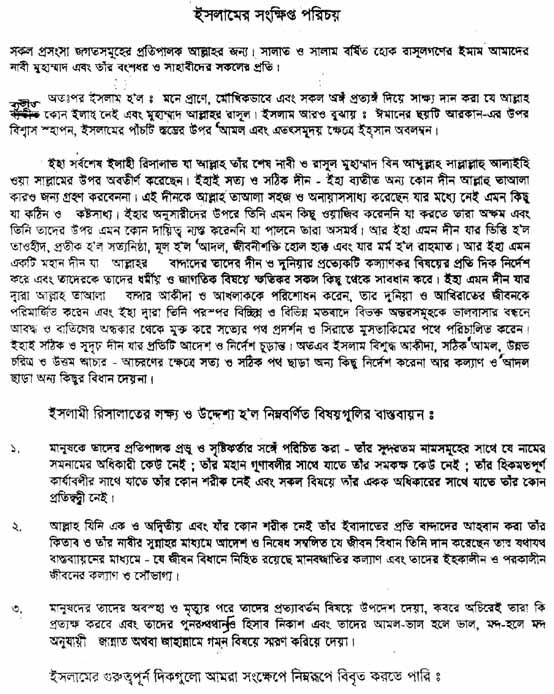 ইসলামের সংক্ষিপ্ত পরিচয়
সকল প্রসংসা জগতসমূহের প্রতিপালক আল্লাহর জন্য। সালাত ও সালাম বর্ষিত হোক রাসূলগণের ইমাম আমাদের
নাবী মুহাম্মাদ এবং তাঁর বংশধর ও সাহাবীদের সকলের প্রতি।
অতঃপর ইসলাম হ'ল ঃ মনে প্রাণে, মৌখিকভাবে এবং সকল অঙ্গ প্রত্যঙ্গ দিয়ে সাক্ষ্য দান করা যে আল্লাহ
ব্যতীত কোন ইলাহ নেই এবং মুহাম্মাদ আল্লাহর রাসূল। ইসলাম আরও বুঝায় ঃ ঈমানের ছয়টি আরকান-এর উপর
বিশ্বাস স্হাপন, ইসলামের পাঁচটি স্তম্ভের উপর 'আমল এবং এতৎসমূদয় ক্ষেত্রে ইহ্সান অবলম্বন।
ইহা সর্বশেষ ইলাহী রিসালাত যা আল্লাহ তাঁর শেষ নাবী ও রাসূল মুহাম্মাদ বিন আব্দুল্লাহ সাল্লাল্লাহু আলাইহি
ওয়া সাল্লামের উপর অবতীর্ণ করেছেন। ইহাই সত্য ও সঠিক দীন - ইহা ব্যতীত অন্য কোন দীন আল্লাহ তাআলা
কারও জন্য গ্রহণ করবেননা। এই দীনকে আল্লাহ তাআলা সহজ ও অনায়াসসাধ্য করেছেন যার মধ্যে নেই এমন কিছু
যা কঠিন ও কষ্টসাধ্য। ইহার অনুসারীদের উপরে তিনি এমন কিছু ওয়াজিব করেননি যা করতে তারা অক্ষম এবং
তিনি তাদের উপর এমন কোন দায়িত্ব ন্যস্ত করেননি যা পালনে তারা অসমর্থ। আর ইহা এমন দীন যার ভিত্তি হ'ল
তাওহীদ, প্রতীক হ'ল সত্যনিষ্ঠা, মূল হ'ল 'আদল, জীবনীশক্তি হোল হাক্ক এবং যার মর্ম হ'ল রাহমাত। আর ইহা এমন
একটি মহান দীন যা আল্লাহর বান্দাদের তাদের দীন ও দুনিয়ার প্রত্যেকটি কল্যাণকর বিষয়ের প্রতি দিক নির্দেশ
করে এবং তাদেরকে তাদের ধর্মীয় ও জাগতিক বিষয়ে ক্ষতিকর সকল কিছু থেকে সাবধান করে। ইহা এমন দীন যার
দ্বারা আল্লাহ তাআলা বান্দার আকীদা ও আখলাককে পরিশোধন করেন, তার দুনিয়া ও আখিরাতের জীবনকে
পরিমার্জিত করেন এবং ইহা দ্বারা তিনি পরস্পর বিচ্ছিন্ন ও বিভিন্ন মতবাদে বিভক্ত অন্তরসমূহকে ভালবাসার বন্ধনে
আবদ্ধ ও বাতিলের অন্ধকার থেকে মুক্ত করে সত্যের পথ প্রদর্শন ও সিরাতে মুসতাকিমের পথে পরিচালিত করেন।
ইহাই সঠিক ও সুদৃঢ় দীন যার প্রতিটি আদেশ ও নির্দেশ চূড়ান্ত। অতএব ইসলাম বিশুদ্ধ আকীদা, সঠিক 'আমল, উন্নত
চরিত্র ও উত্তম আচার - আচরণের ক্ষেত্রে সত্য ও সঠিক পথ ছাড়া অন্য কিছু নির্দেশ করেনা আর কল্যাণ ও 'আদল
ছাড়া অন্য কিছুর বিধান দেয়না।
ইসলামী রিসালাতের লক্ষ্য ও উদ্দেশ্য হ'ল নিম্নবর্ণিত বিষয়গুলির বাস্তবায়ন ঃ
১. মানুষকে তাদের প্রতিপালক প্রভূ ও সৃষ্টিকর্তার সঙ্গে পরিচিত করা - তাঁর সুন্দরতম নামসমূহের সাথে যে নামের
সমনামের অধিকারী কেউ নেই ; তাঁর মহান গুণাবলীর সাথে যাতে তাঁর সমকক্ষ কেউ নেই ; তাঁর হিকমতপূর্ণ
কার্যাবলীর সাথে যাতে তাঁর কোন শরীক নেই এবং সকল বিষয়ে তাঁর একক অধিকারের সাথে যাতে তাঁর কোন
প্রতিদ্বন্দ্বী নেই।
২. আল্লাহ যিনি এক ও অদ্বিতীয় এবং যাঁর কোন শরীক নেই তাঁর ইবাদাতের প্রতি বান্দাদের আহবান করা তাঁর
কিতাব ও তাঁর নাবীর সুন্নাহর মাধ্যমে আদেশ ও নিষেধ সম্বলিত যে জীবন বিধান তিনি দান করেছেন তার যথাযথ
বাস্তবায়নের মাধ্যমে - যে জীবন বিধানে নিহিত রয়েছে মানবজাতির কল্যাণ এবং তাদের ইহকালীন ও পরকালীন
জীবনের কল্যাণ ও সৌভাগ্য।
৩. মানুষদের তাদের অবস্হা ও মৃত্যুর পরে তাদের প্রত্যাবর্তন বিষয়ে উপদেশ দেয়া, কবরে অচিরেই তারা কি
প্রত্যক্ষ করবে এবং তাদের পুনরুত্থান ও হিসাব নিকাশ এবং তাদের আমল-ভাল হলে ভাল, মন্দ-হলে মন্দ
অনুযায়ী জান্নাত অথবা জাহান্নামে গমন বিষয়ে স্মরণ করিয়ে দেয়া।
ইসলামের গুরুত্বপূর্ন দিকগুলো আমরা সংক্ষেপে নিম্নরূপে বিবৃত করতে পারি ঃ